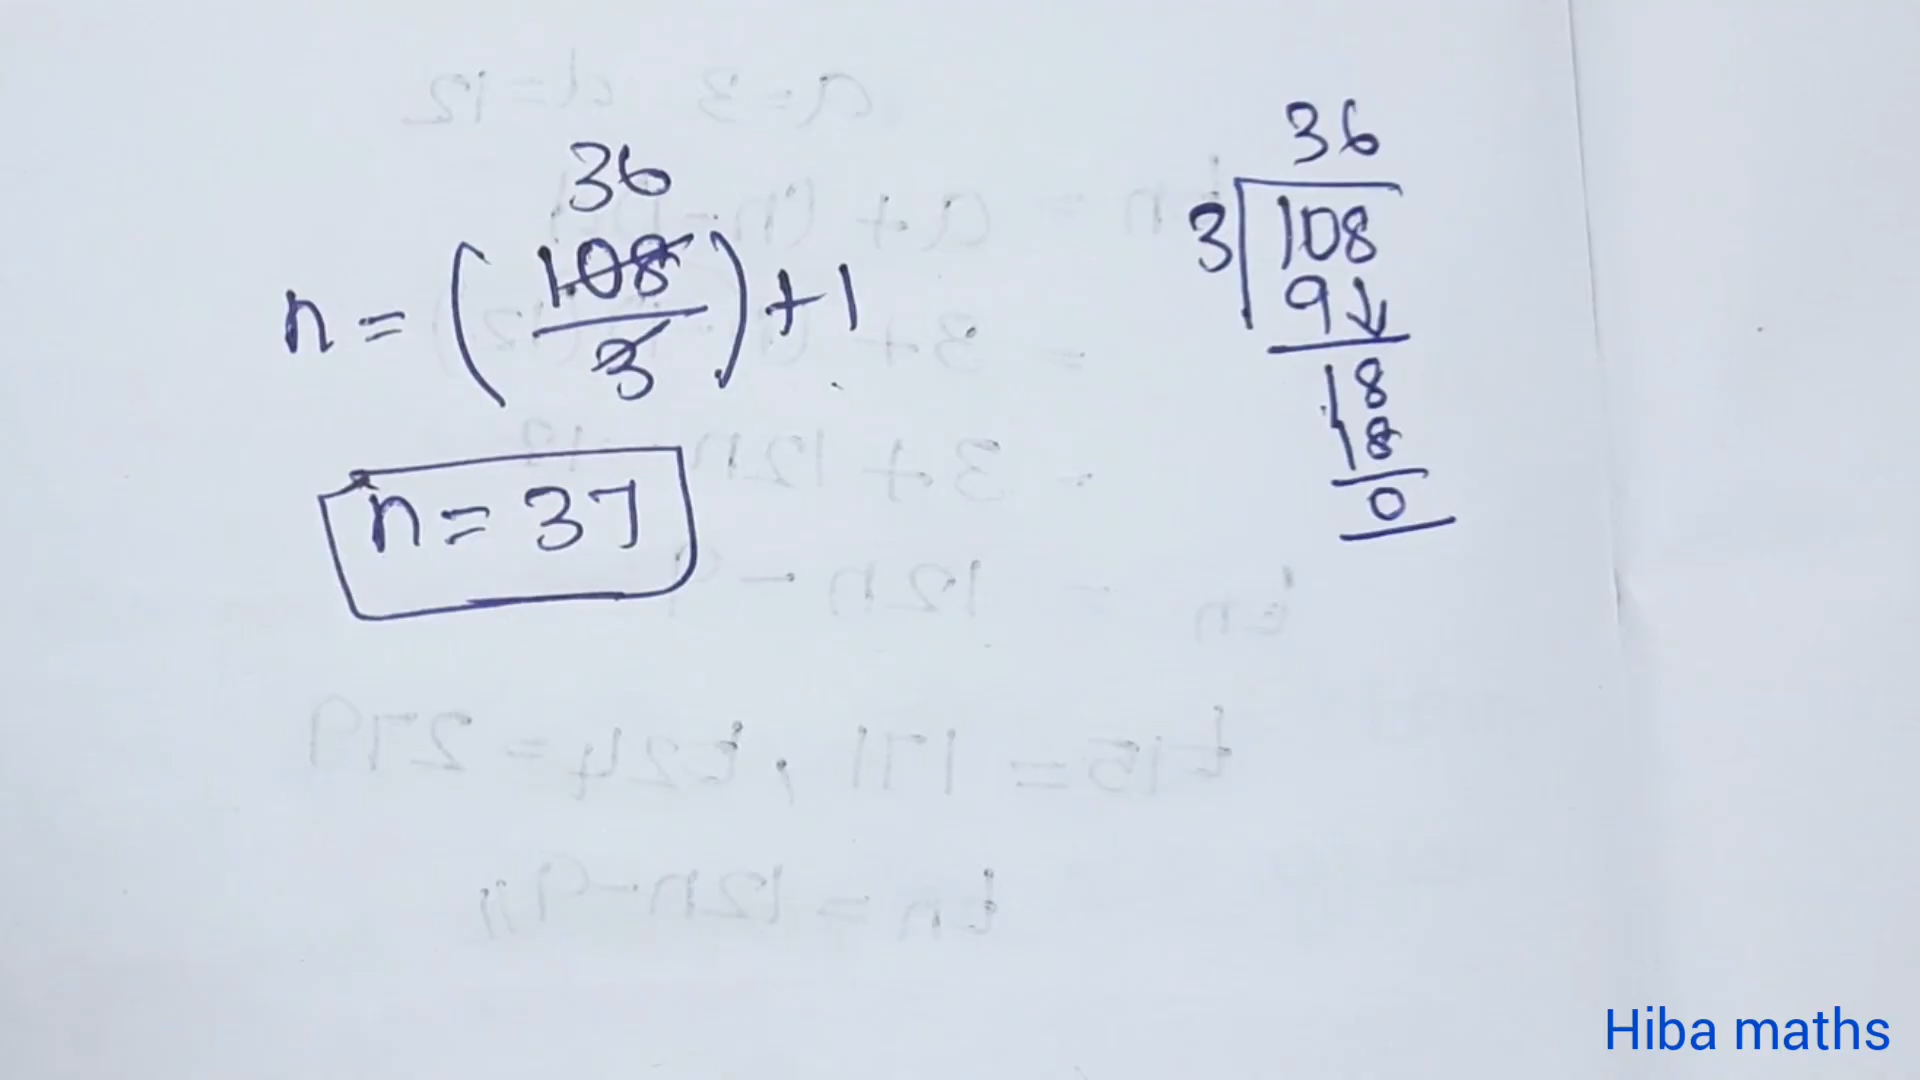 36
n = (108/3) + 1
n = 37
36
3 108
9↓
18
18
0
Hiba maths